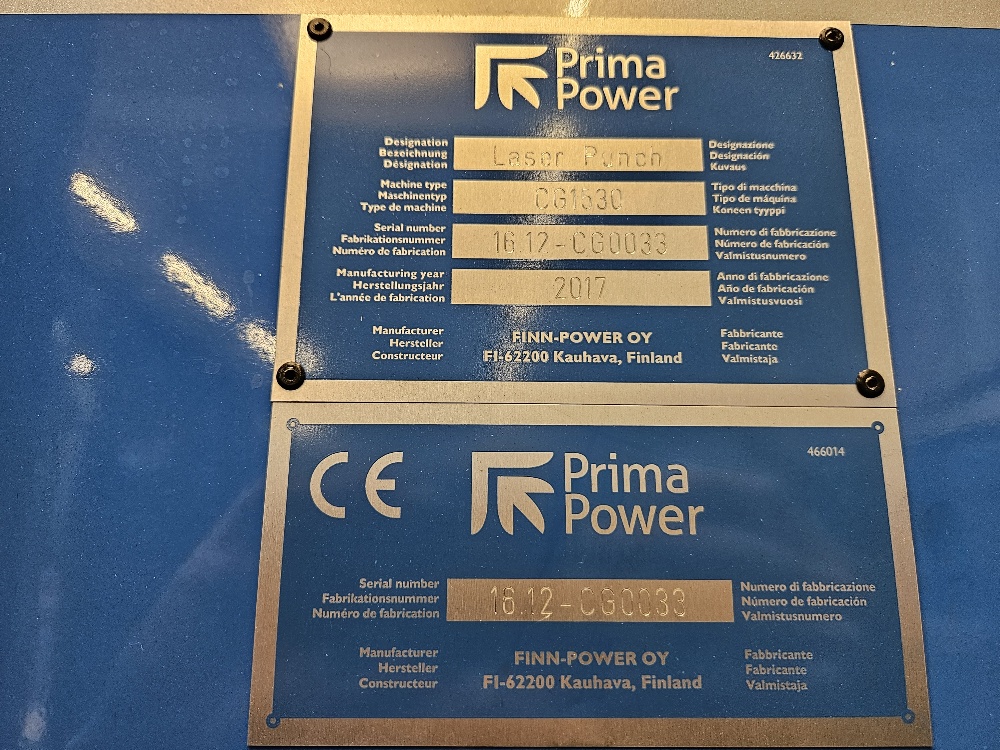 Prima
Power
426632
Designation
Bezeichnung
Désignation
Laser Punch
Designazione
Designación
Kuvaus
Machine type
Maschinentyp
Type de machine
CG1530
Tipo di macchina
Tipo de máquina
Koneen tyyppi
Serial number
Fabrikationsnummer
Numéro de fabrication
16.12-CG0033
Numero di fabbricazione
Número de fabricación
Valmistusnumero
Manufacturing year
Herstellungsjahr
L'année de fabrication
2017
Anno di fabbricazione
Año de fabricación
Valmistusvuosi
Manufacturer
Hersteller
Constructeur
FINN-POWER OY
FI-62200 Kauhava, Finland
Fabbricante
Fabricante
Valmistaja
CE
Prima
Power
466014
Serial number
Fabrikationsnummer
Numéro de fabrication
16.12-CG0033
Numero di fabbricazione
Número de fabricación
Valmistusnumero
Manufacturer
Hersteller
Constructeur
FINN-POWER OY
FI-62200 Kauhava, Finland
Fabbricante
Fabricante
Valmistaja